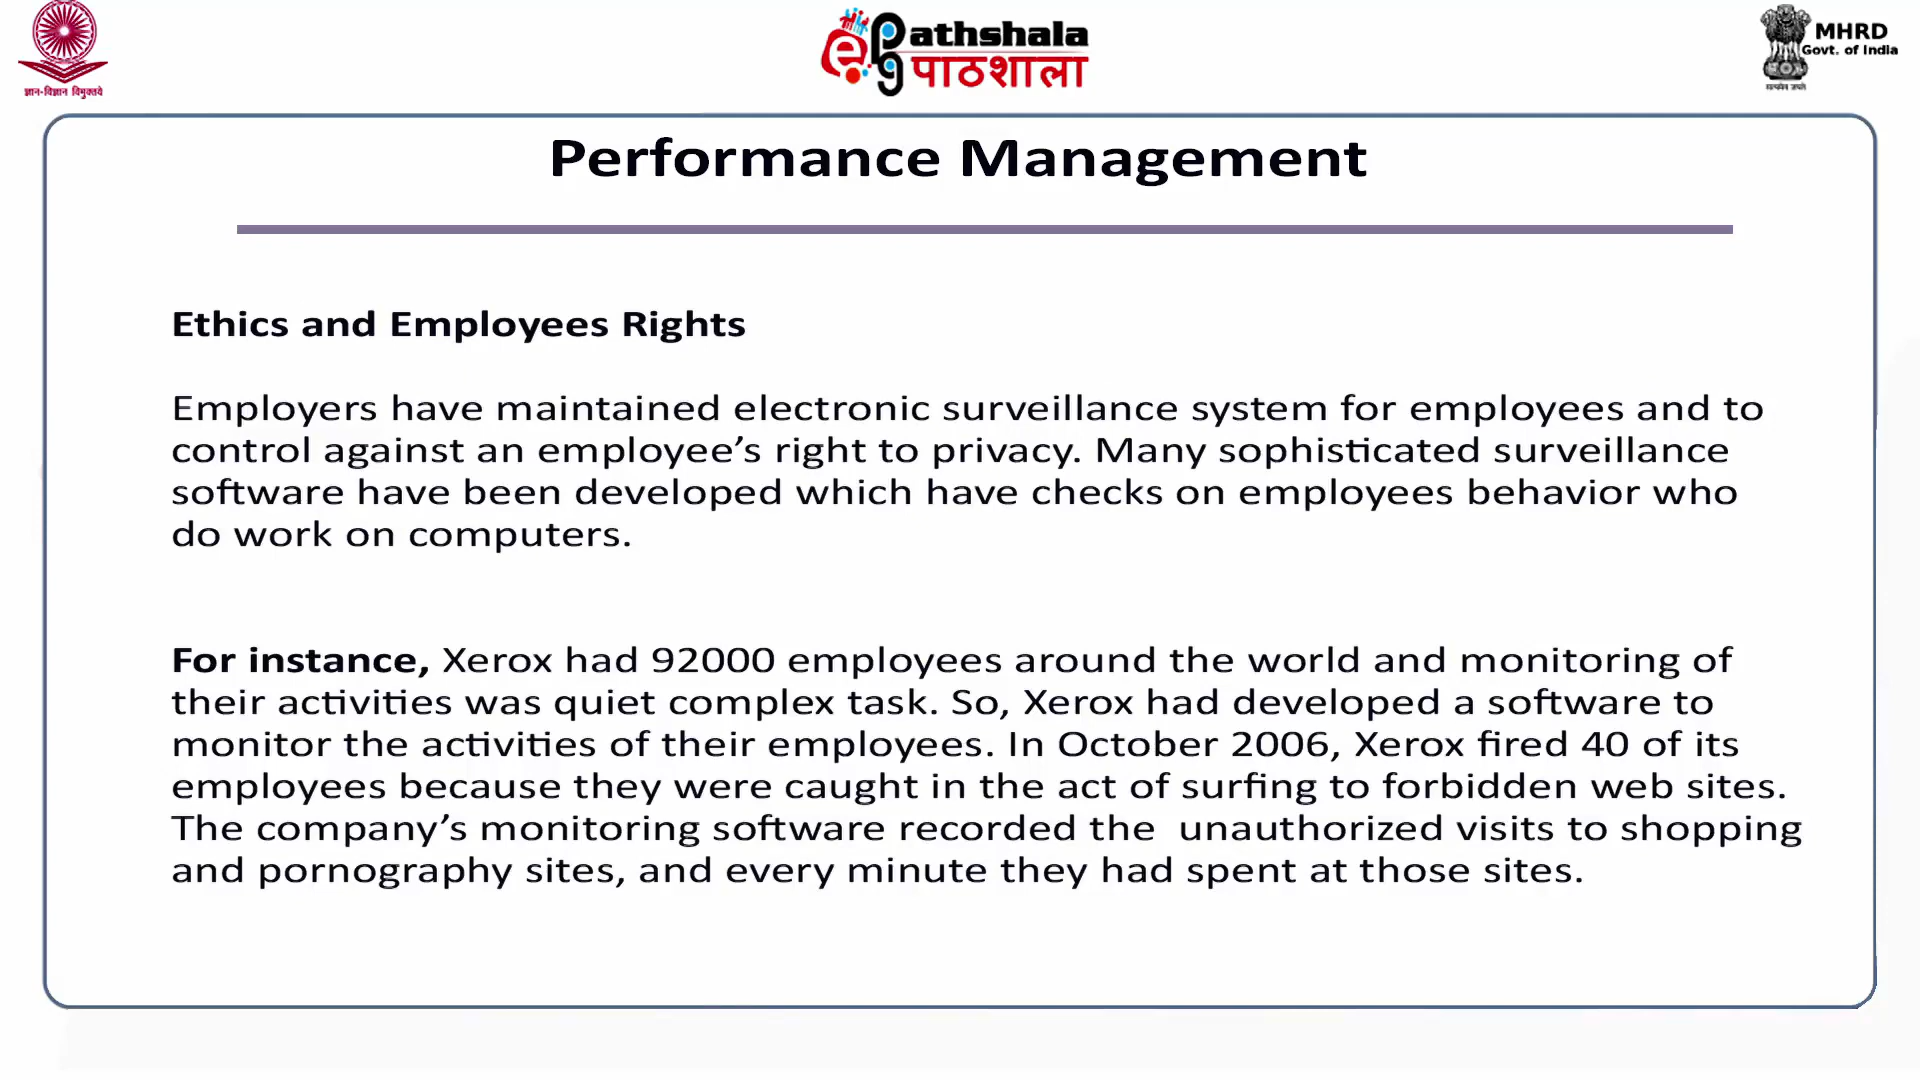 ज्ञान-विज्ञान विमुक्तये
ePathshala
पाठशाला
MHRD
Govt. of India
सत्यमेव जयते
Performance Management
Ethics and Employees Rights
Employers have maintained electronic surveillance system for employees and to
control against an employee’s right to privacy. Many sophisticated surveillance
software have been developed which have checks on employees behavior who
do work on computers.
For instance, Xerox had 92000 employees around the world and monitoring of
their activities was quiet complex task. So, Xerox had developed a software to
monitor the activities of their employees. In October 2006, Xerox fired 40 of its
employees because they were caught in the act of surfing to forbidden web sites.
The company’s monitoring software recorded the  unauthorized visits to shopping
and pornography sites, and every minute they had spent at those sites.